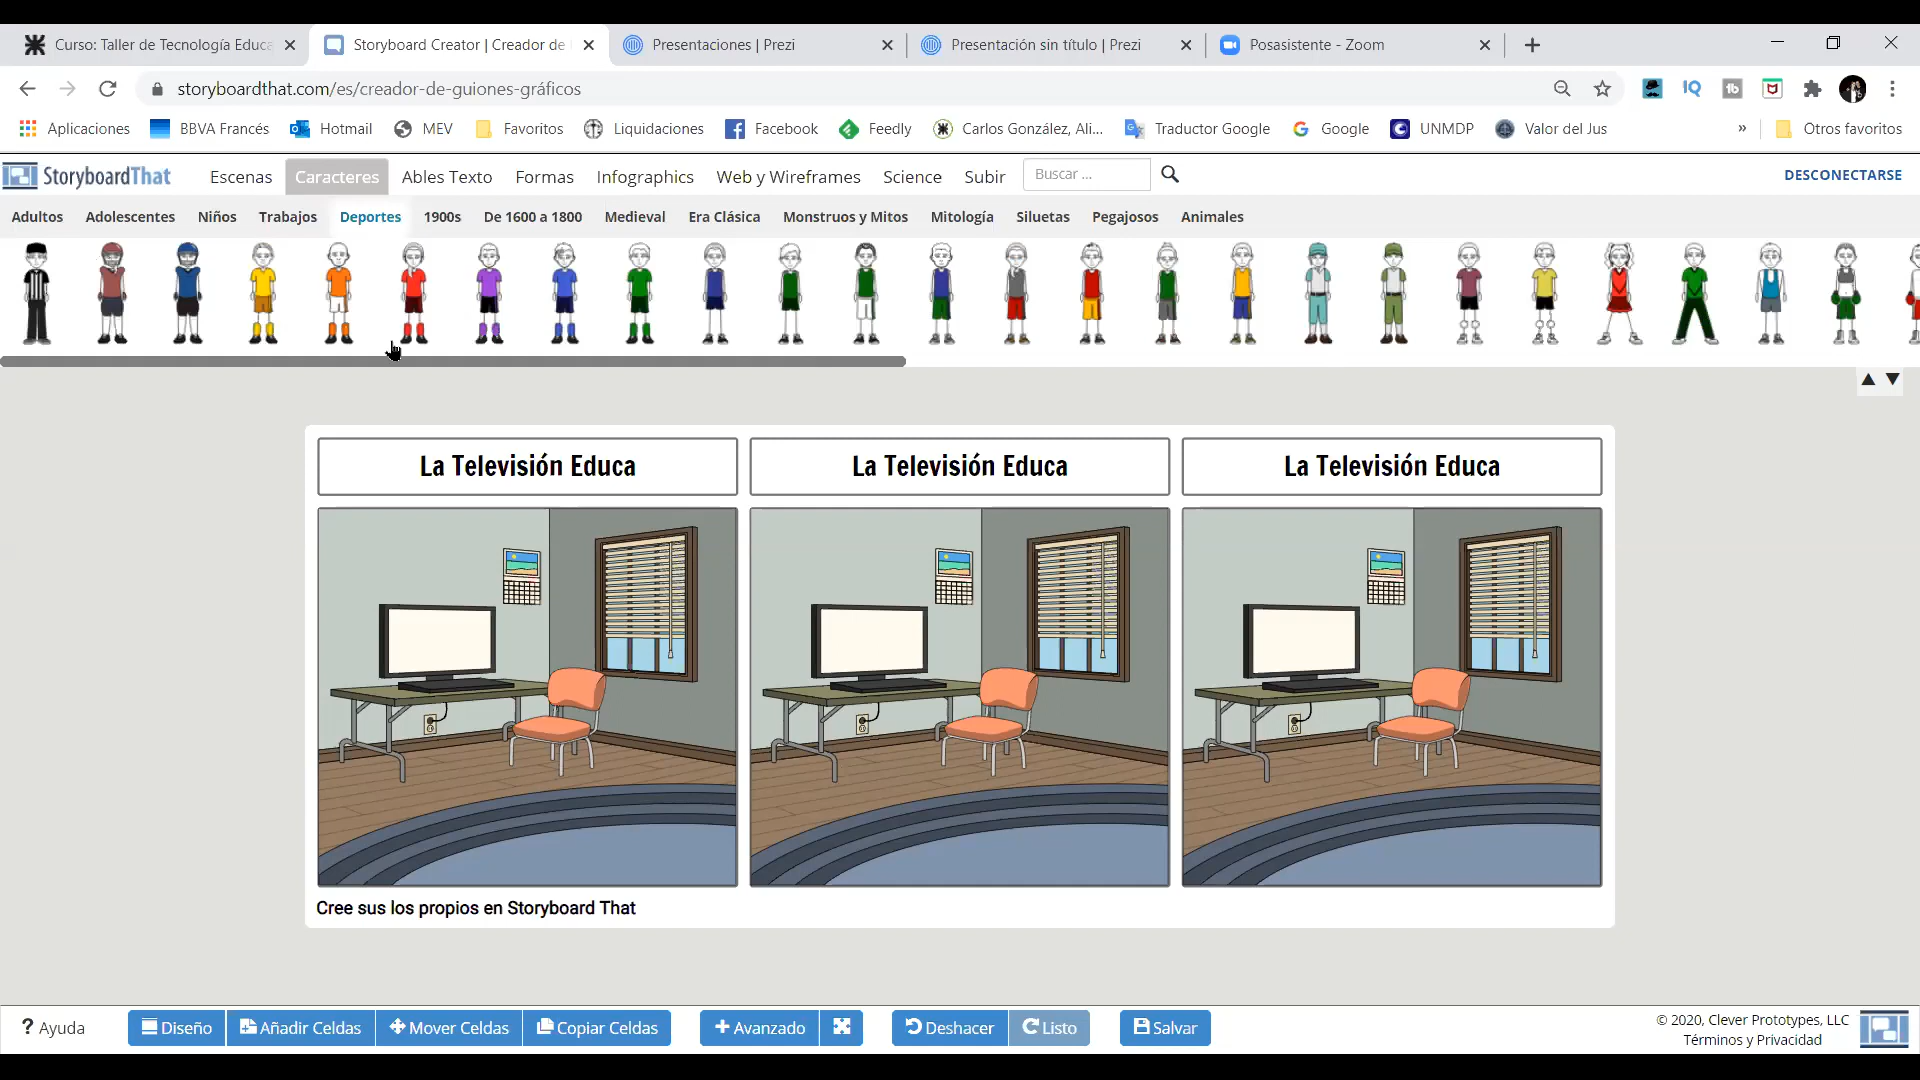 Curso: Taller de Tecnología Educa
Storyboard Creator | Creador de
Presentaciones | Prezi
Presentación sin título | Prezi
Posasistente - Zoom
storyboardthat.com/es/creador-de-guiones-gráficos
Aplicaciones
BBVA Francés
Hotmail
MEV
Favoritos
Liquidaciones
Facebook
Feedly
Carlos González, Ali...
Traductor Google
Google
UNMDP
Valor del Jus
»
Otros favoritos
StoryboardThat
Escenas
Caracteres
Ables Texto
Formas
Infographics
Web y Wireframes
Science
Subir
Buscar ...
DESCONECTARSE
Adultos
Adolescentes
Niños
Trabajos
Deportes
1900s
De 1600 a 1800
Medieval
Era Clásica
Monstruos y Mitos
Mitología
Siluetas
Pegajosos
Animales
La Televisión Educa
La Televisión Educa
La Televisión Educa
Cree sus los propios en Storyboard That
? Ayuda
Diseño
Añadir Celdas
Mover Celdas
Copiar Celdas
Avanzado
Deshacer
Listo
Salvar
© 2020, Clever Prototypes, LLC
Términos y Privacidad